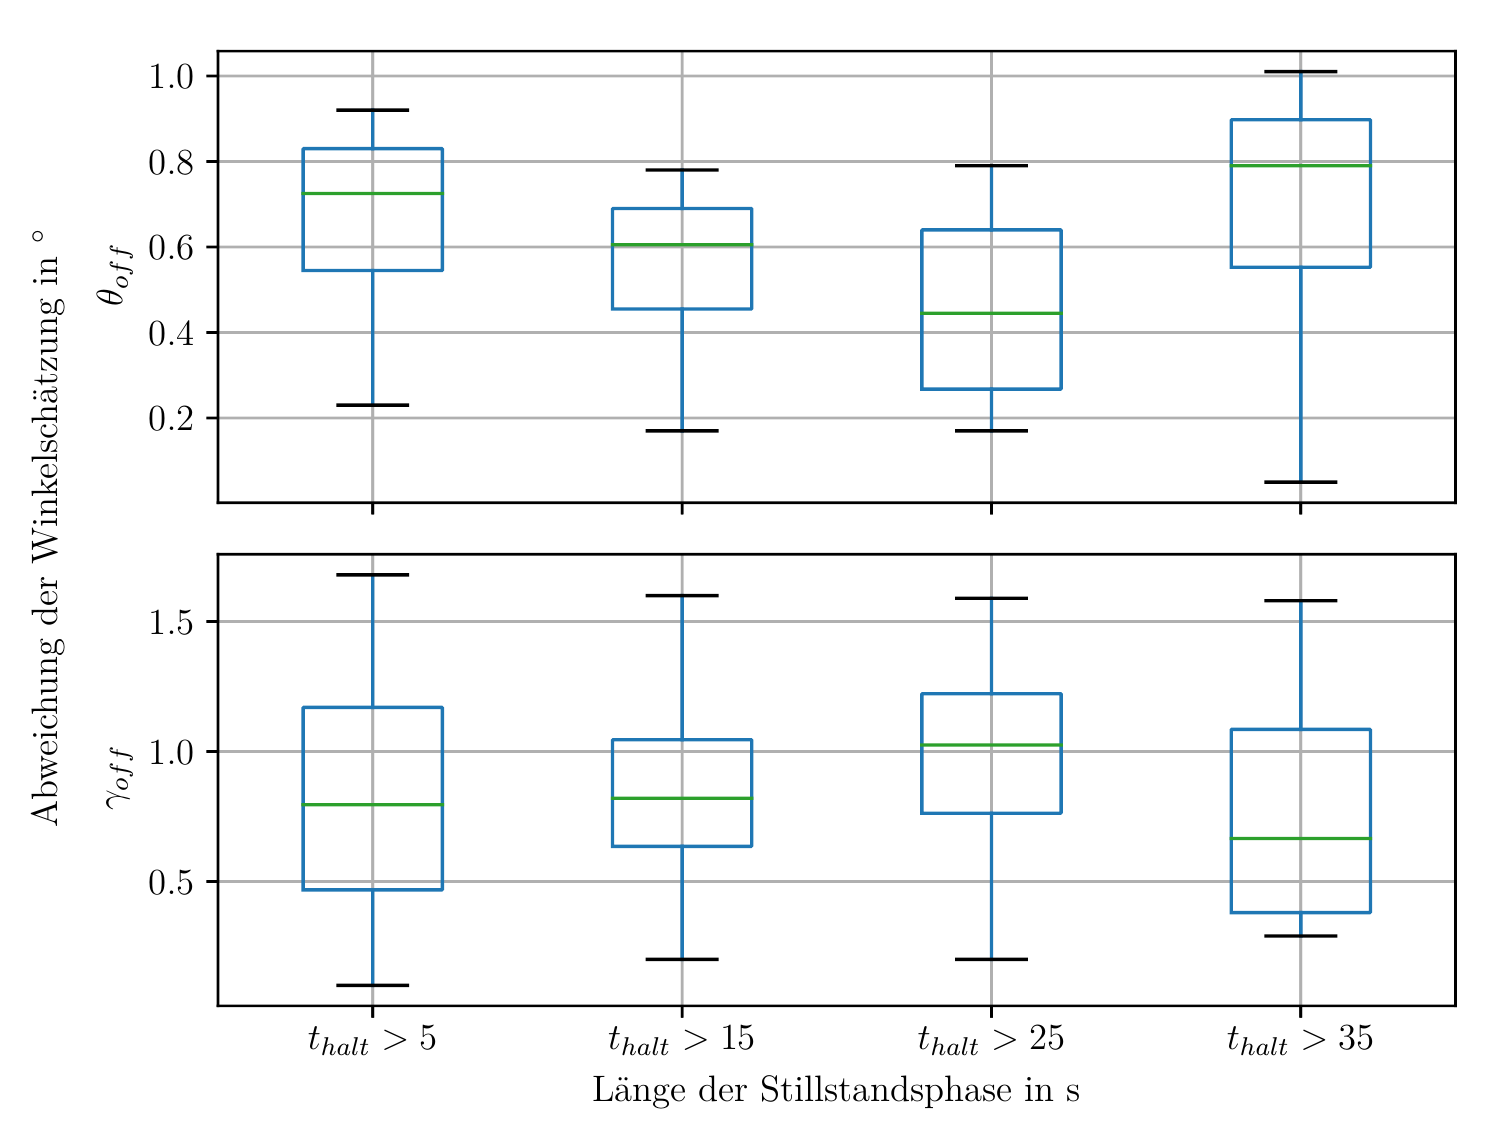 Abweichung der Winkelschätzung in °
θ_off
1.0
0.8
0.6
0.4
0.2
γ_off
1.5
1.0
0.5
t_halt > 5
t_halt > 15
t_halt > 25
t_halt > 35
Länge der Stillstandsphase in s